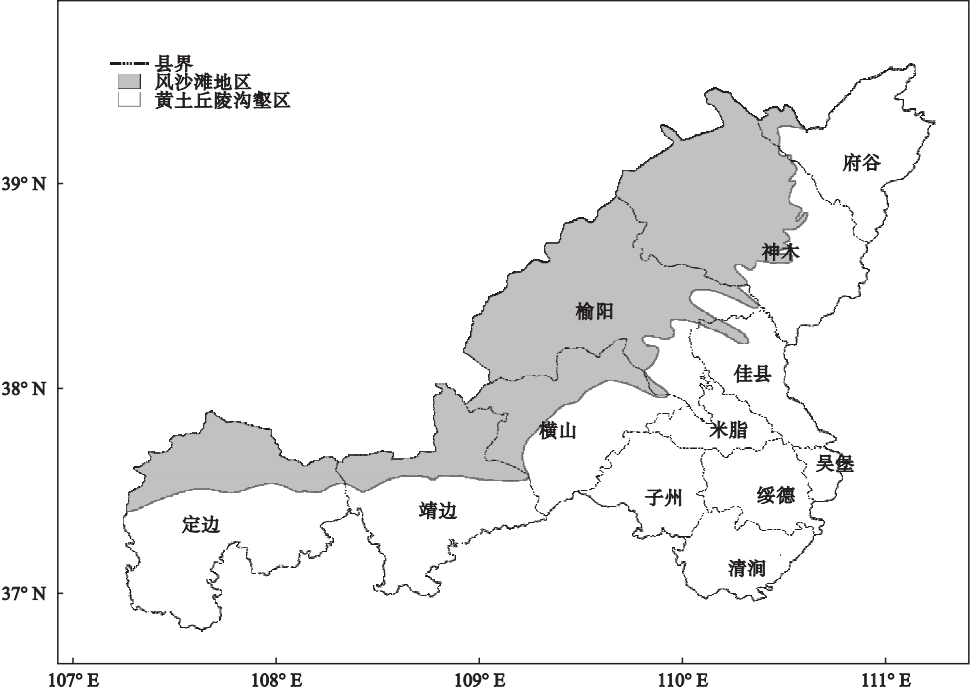 县界
风沙滩地区
黄土丘陵沟壑区
府谷
39° N
神木
榆阳
佳县
38° N
横山
米脂
吴堡
子州
绥德
定边
靖边
清涧
37° N
107° E
108° E
109° E
110° E
111° E